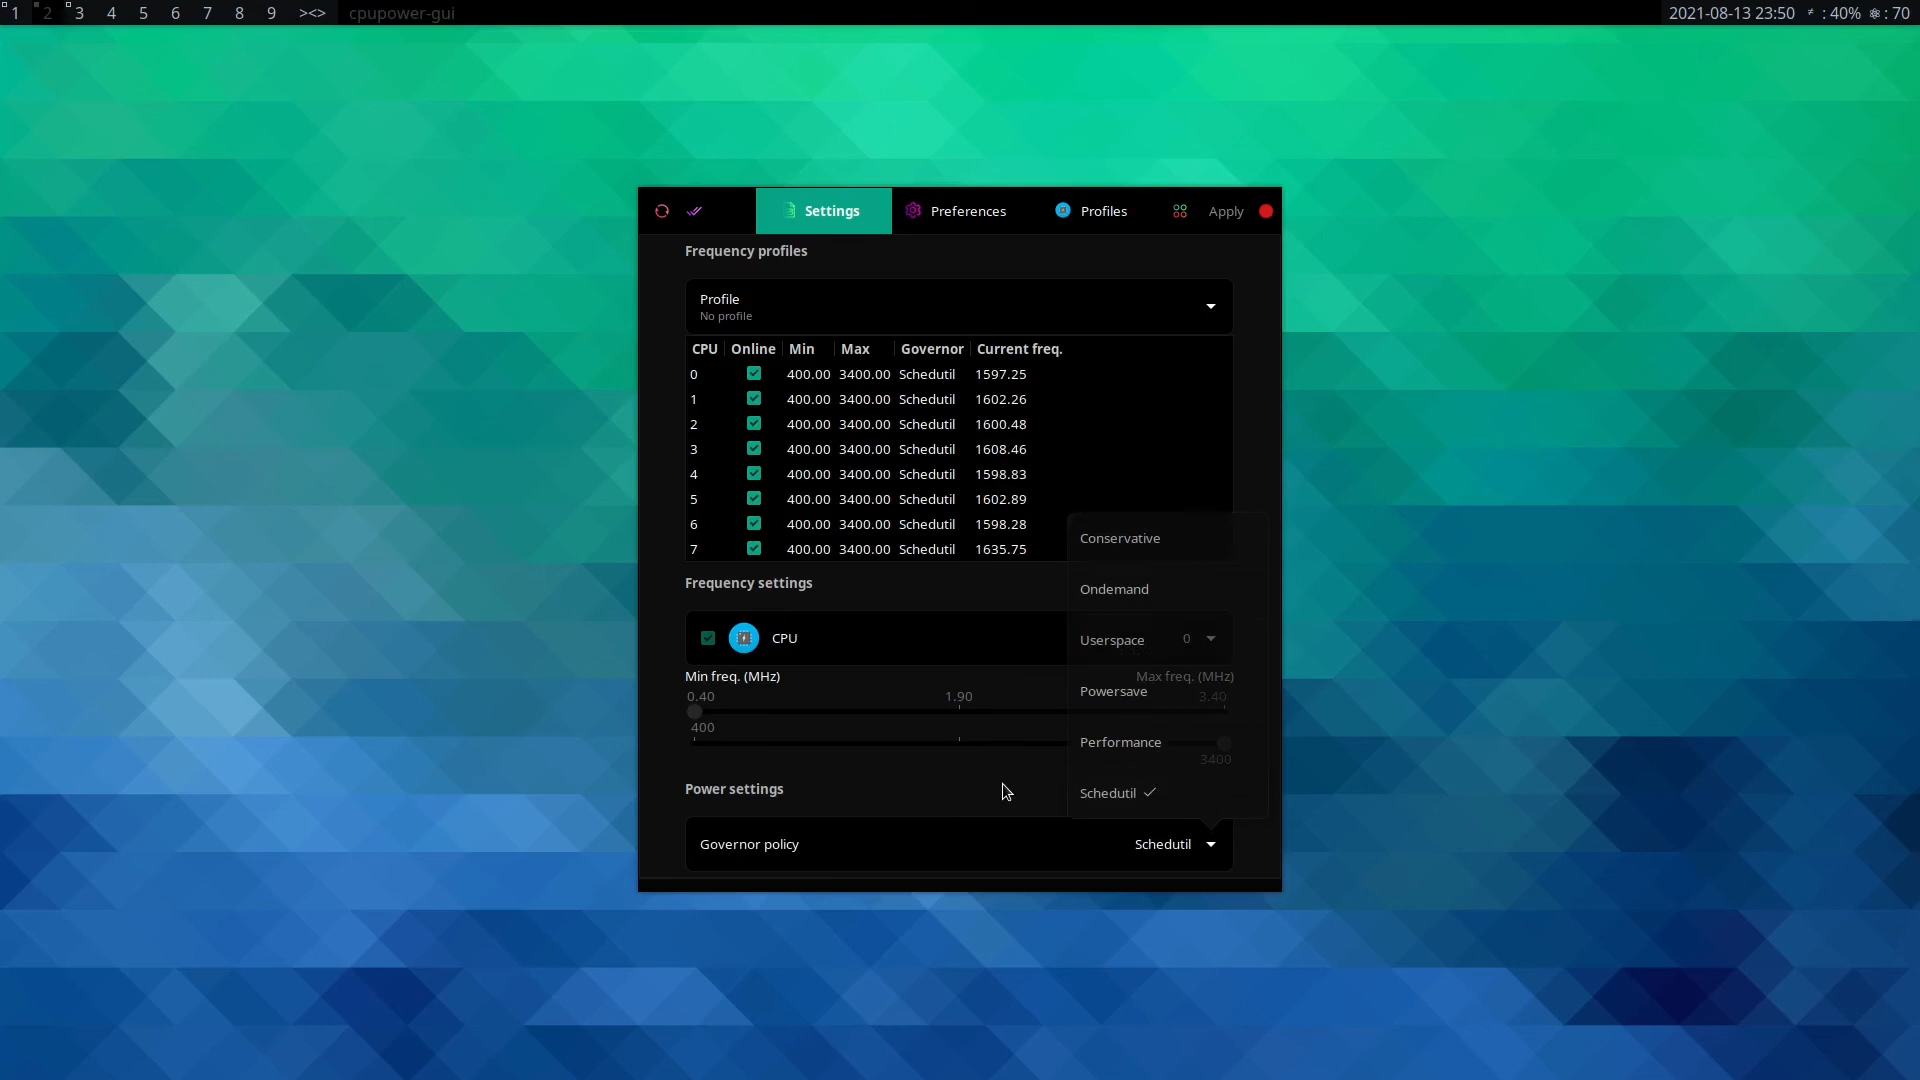 1 2 3 4 5 6 7 8 9 ><> cpupower-gui 2021-08-13 23:50 ≠ : 40% ⚛: 70
Settings Preferences Profiles Apply
Frequency profiles
Profile
No profile
CPU Online Min Max Governor Current freq.
0 400.00 3400.00 Schedutil 1597.25
1 400.00 3400.00 Schedutil 1602.26
2 400.00 3400.00 Schedutil 1600.48
3 400.00 3400.00 Schedutil 1608.46
4 400.00 3400.00 Schedutil 1598.83
5 400.00 3400.00 Schedutil 1602.89
6 400.00 3400.00 Schedutil 1598.28
7 400.00 3400.00 Schedutil 1635.75
Conservative
Frequency settings
Ondemand
CPU
Userspace 0
Min freq. (MHz) Max freq. (MHz)
Powersave
0.40 1.90 3.40
400
Performance
3400
Power settings
Schedutil ✓
Governor policy Schedutil